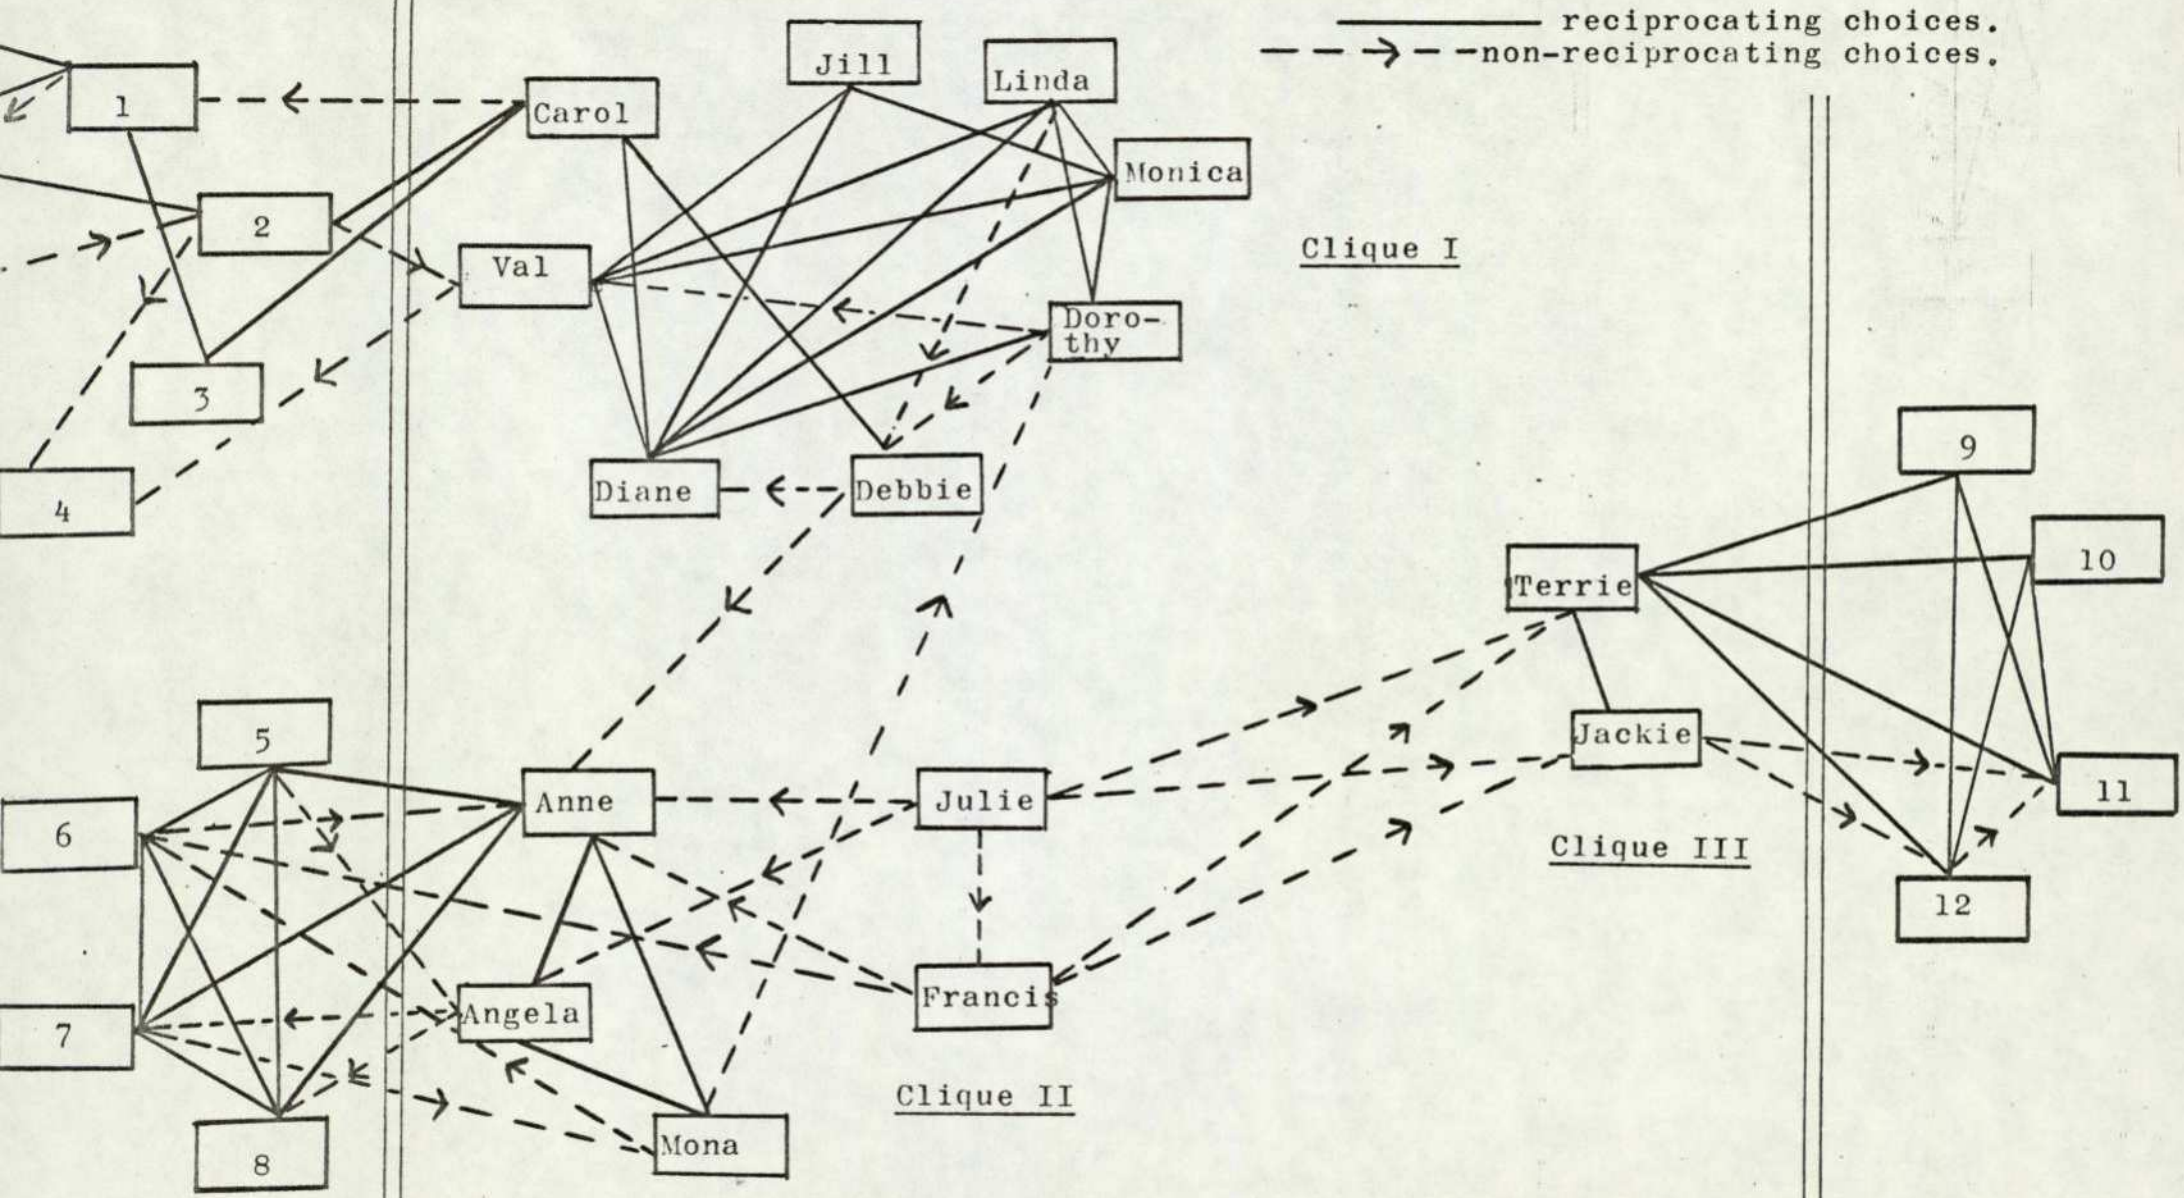 reciprocating choices.
non-reciprocating choices.
Jill
Linda
1
Carol
Monica
2
Val
Clique I
Doro-
thy
3
Diane
Debbie
4
9
10
Terrie
5
Jackie
6
Anne
Julie
11
Clique III
12
7
Angela
Francis
Clique II
Mona
8